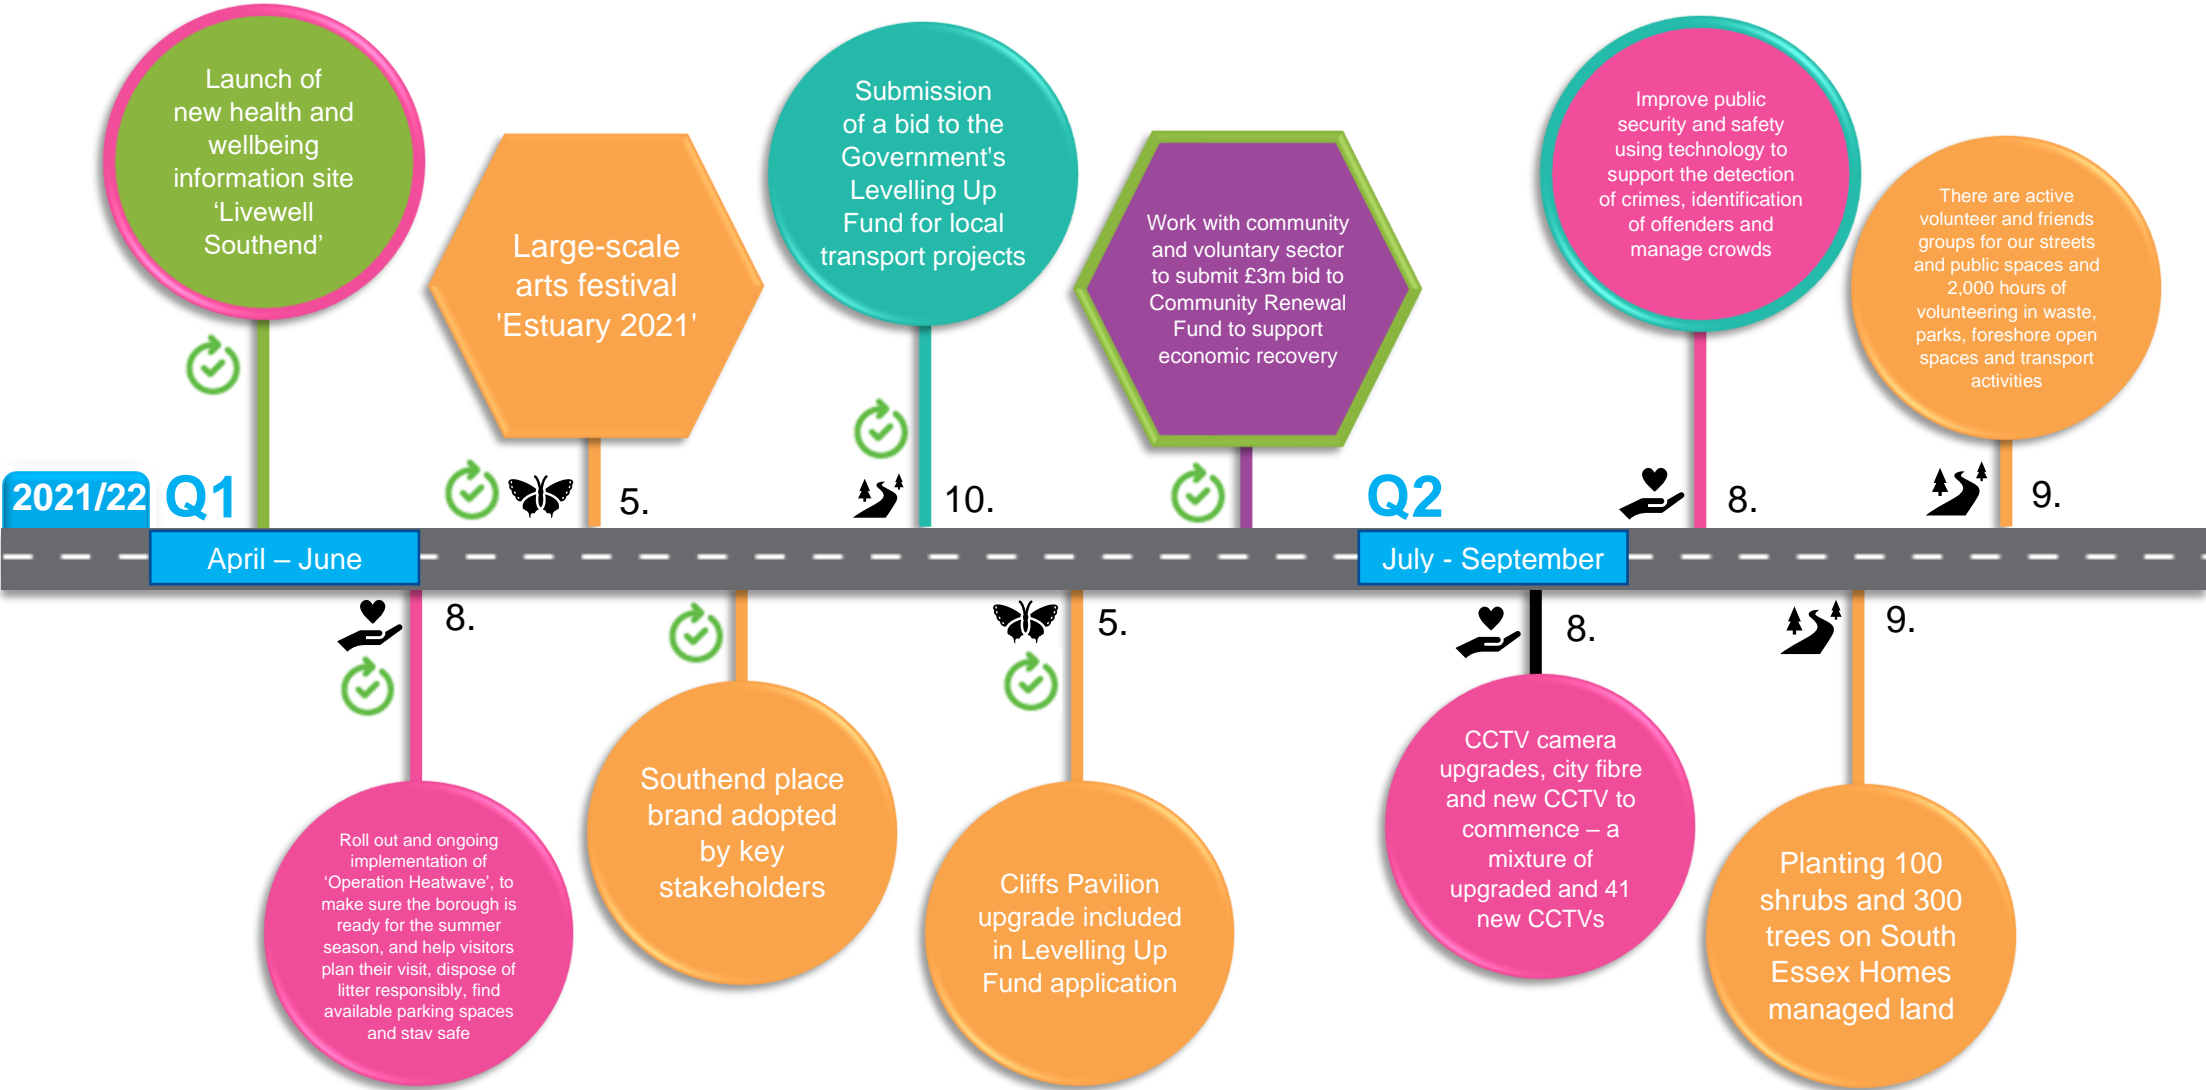 Launch of
new health and
wellbeing
information site
‘Livewell
Southend’
Large-scale
arts festival
'Estuary 2021'
Submission
of a bid to the
Government's
Levelling Up
Fund for local
transport projects
Work with community
and voluntary sector
to submit £3m bid to
Community Renewal
Fund to support
economic recovery
Improve public
security and safety
using technology to
support the detection
of crimes, identification
of offenders and
manage crowds
There are active
volunteer and friends
groups for our streets
and public spaces and
2,000 hours of
volunteering in waste,
parks, foreshore open
spaces and transport
activities
2021/22
Q1
5.
10.
Q2
8.
9.
April – June
July - September
8.
5.
8.
9.
Roll out and ongoing
implementation of
‘Operation Heatwave’, to
make sure the borough is
ready for the summer
season, and help visitors
plan their visit, dispose of
litter responsibly, find
available parking spaces
and stay safe
Southend place
brand adopted
by key
stakeholders
Cliffs Pavilion
upgrade included
in Levelling Up
Fund application
CCTV camera
upgrades, city fibre
and new CCTV to
commence – a
mixture of
upgraded and 41
new CCTVs
Planting 100
shrubs and 300
trees on South
Essex Homes
managed land